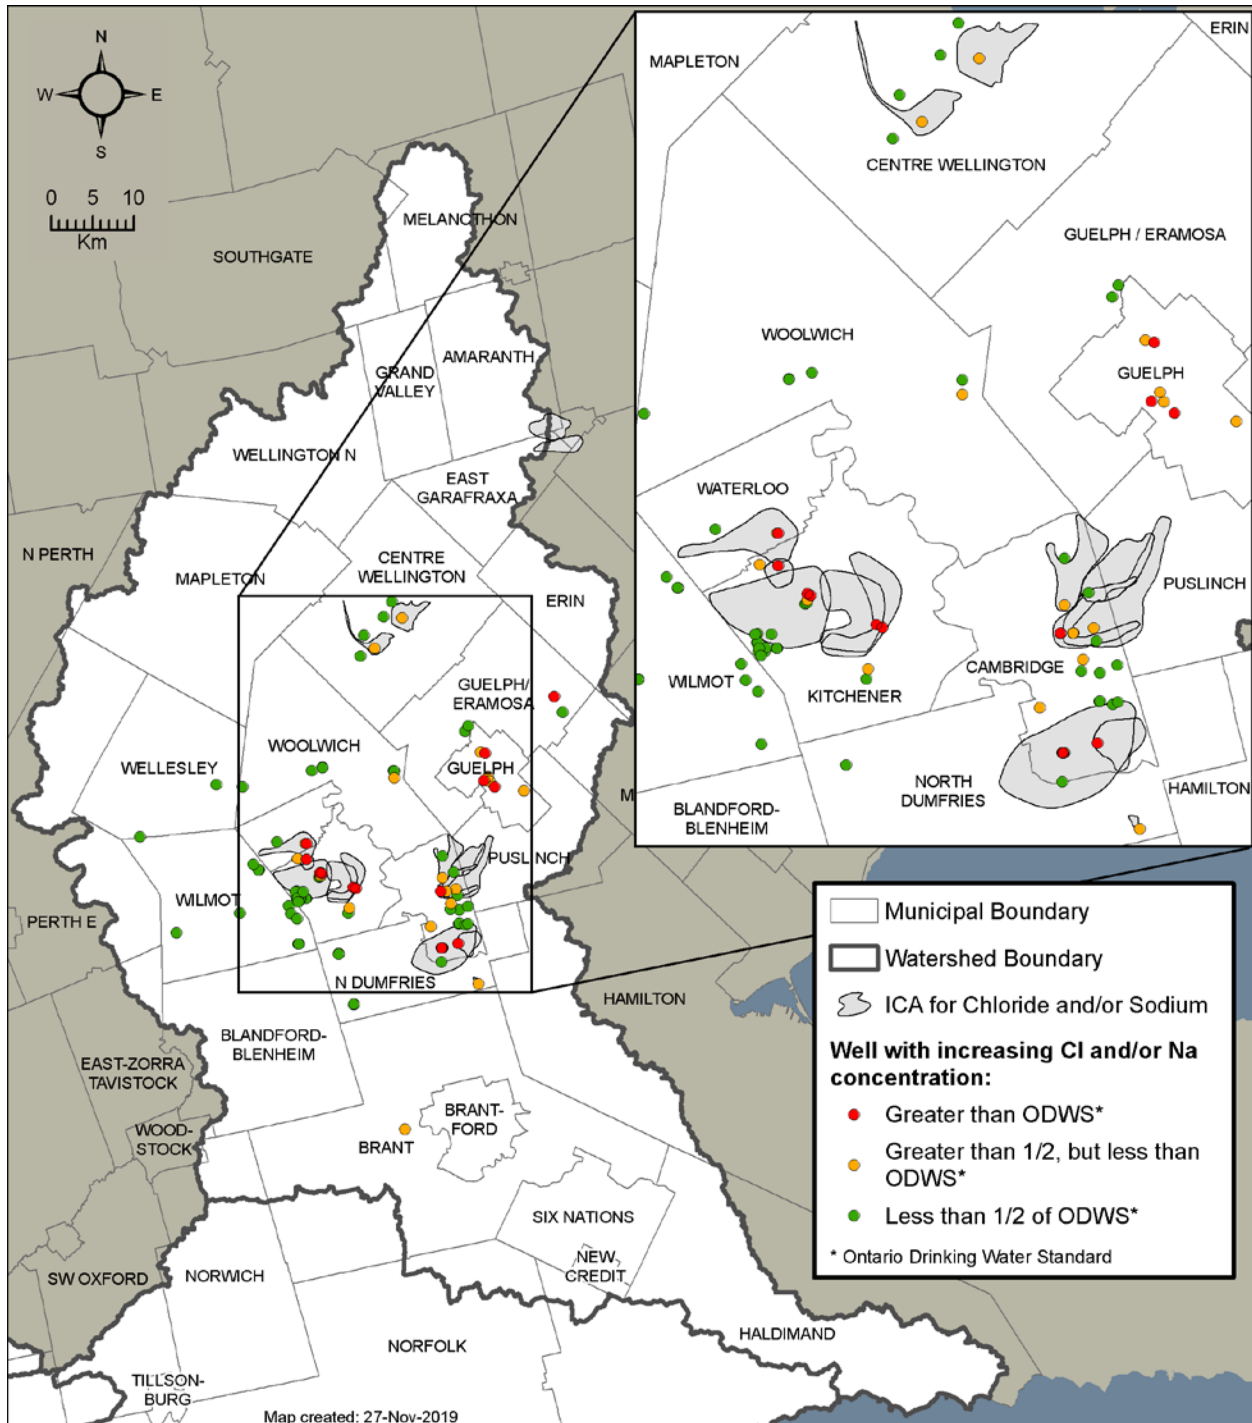 N
W E
S
0 5 10
Km
MELANCTHON
SOUTHGATE
AMARANTH
GRAND
VALLEY
WELLINGTON N
EAST
GARAFRAXA
N PERTH
MAPLETON
CENTRE
WELLINGTON
ERIN
GUELPH/
ERAMOSA
WOOLWICH
WELLESLEY
GUELPH
PUSLINCH
WILMOT
PERTH E
N DUMFRIES
HAMILTON
BLANDFORD-
BLENHEIM
EAST-ZORRA
TAVISTOCK
WOOD-
STOCK
BRANT-
FORD
BRANT
SIX NATIONS
NEW
CREDIT
SW OXFORD
NORWICH
HALDIMAND
NORFOLK
TILLSON-
BURG
Map created: 27-Nov-2019
M
ERIN
MAPLETON
CENTRE WELLINGTON
GUELPH / ERAMOSA
WOOLWICH
GUELPH
WATERLOO
PUSLINCH
CAMBRIDGE
WILMOT
KITCHENER
NORTH
DUMFRIES
HAMILTON
BLANDFORD-
BLENHEIM
Municipal Boundary
Watershed Boundary
ICA for Chloride and/or Sodium
Well with increasing Cl and/or Na
concentration:
Greater than ODWS*
Greater than 1/2, but less than
ODWS*
Less than 1/2 of ODWS*
* Ontario Drinking Water Standard